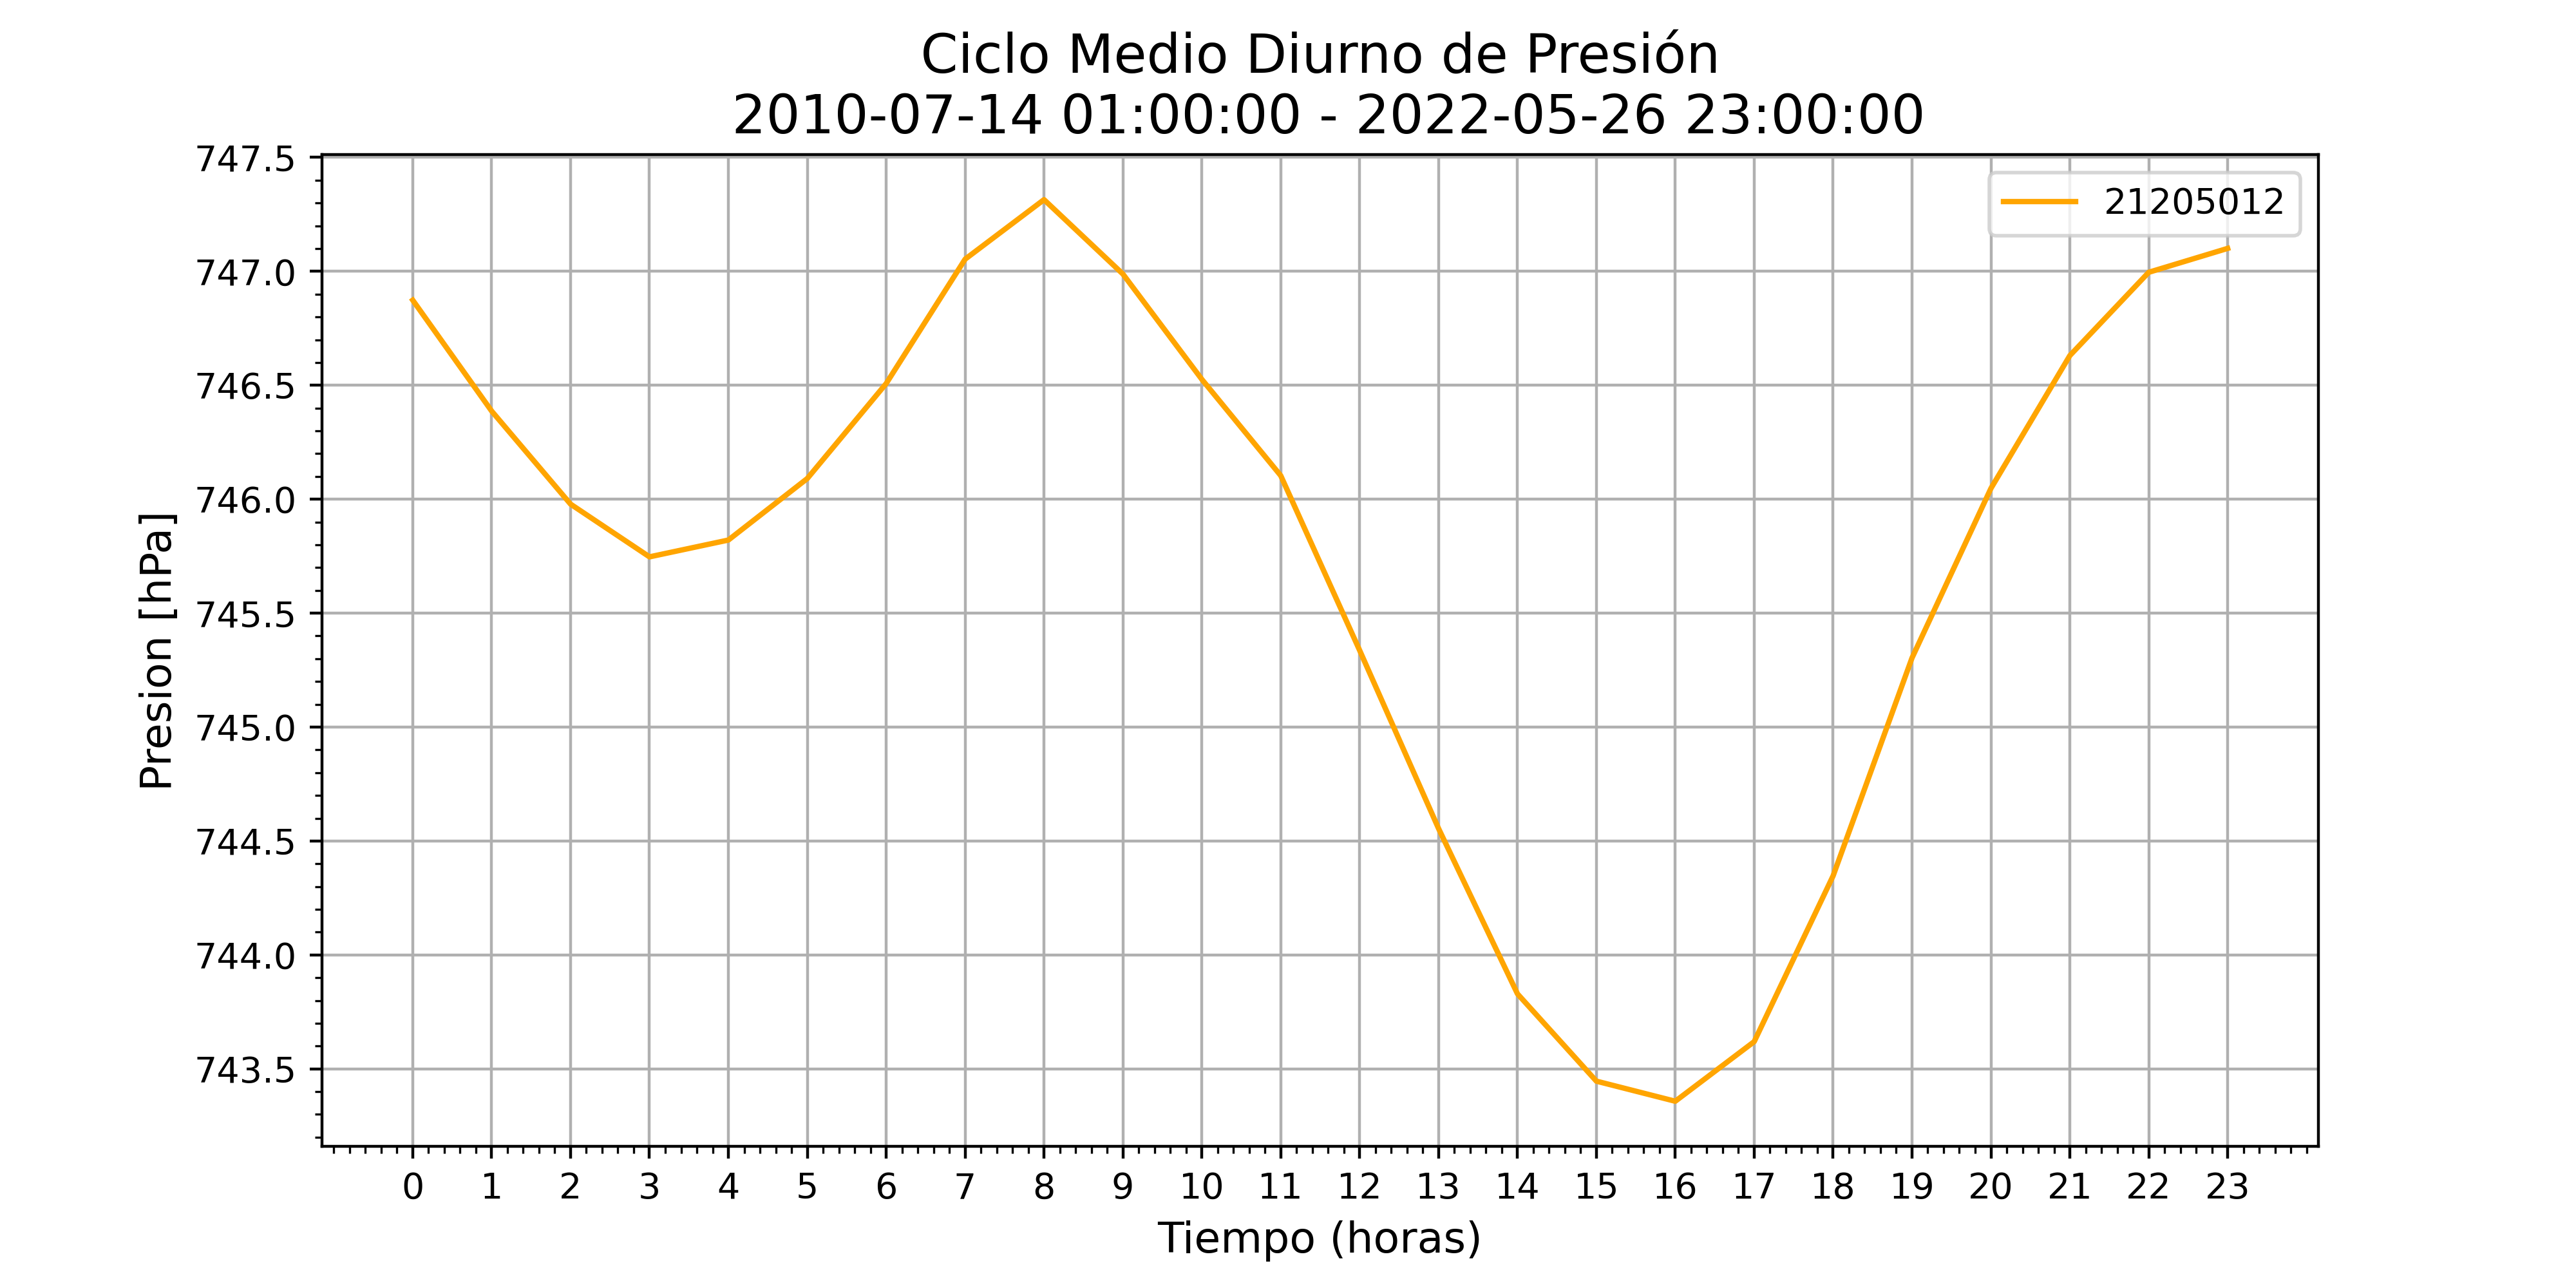 Ciclo Medio Diurno de Presión
2010-07-14 01:00:00 - 2022-05-26 23:00:00
21205012
Presion [hPa]
747.5
747.0
746.5
746.0
745.5
745.0
744.5
744.0
743.5
0 1 2 3 4 5 6 7 8 9 10 11 12 13 14 15 16 17 18 19 20 21 22 23
Tiempo (horas)